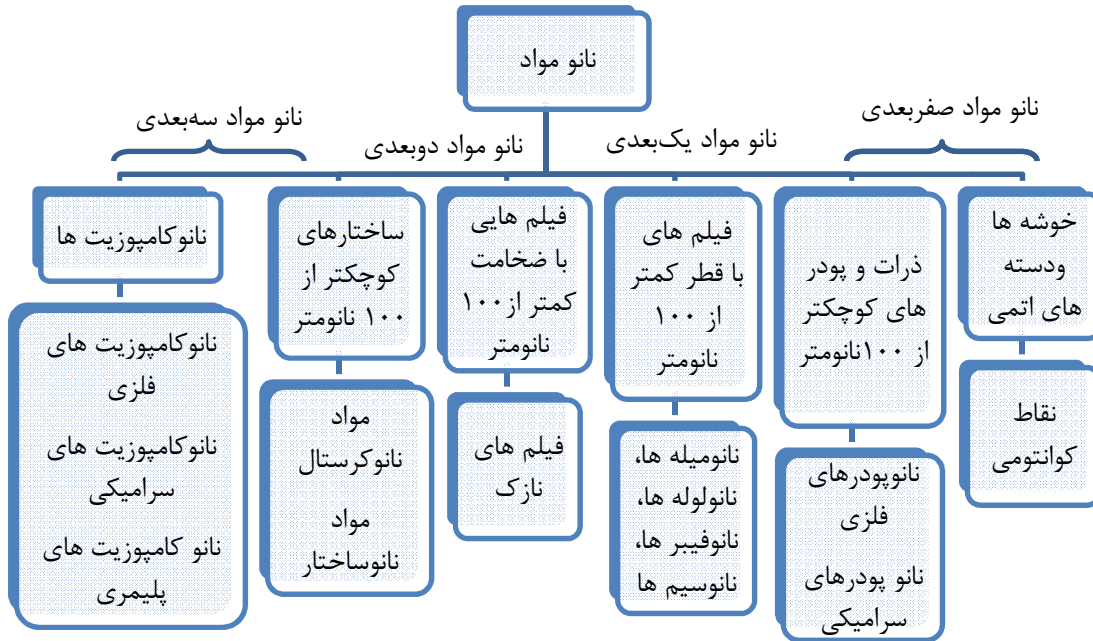 نانو مواد
نانو مواد صفربعدی
نانو مواد یک‌بعدی
نانو مواد دوبعدی
نانو مواد سه‌بعدی
خوشه ها
ودسته
های اتمی
نقاط
کوانتومی
ذرات و پودر
های کوچکتر
از ۱۰۰نانومتر
نانوپودرهای
فلزی
نانو پودرهای
سرامیکی
فیلم های
با قطر کمتر
از ۱۰۰
نانومتر
نانومیله ها،
نانولوله ها،
نانوفیبر ها،
نانوسیم ها
فیلم هایی
با ضخامت
کمتر از۱۰۰
نانومتر
فیلم های
نازک
ساختارهای
کوچکتر از
۱۰۰ نانومتر
مواد
نانوکرستال
مواد
نانوساختار
نانوکامپوزیت ها
نانوکامپوزیت های
فلزی
نانوکامپوزیت های
سرامیکی
نانو کامپوزیت های
پلیمری